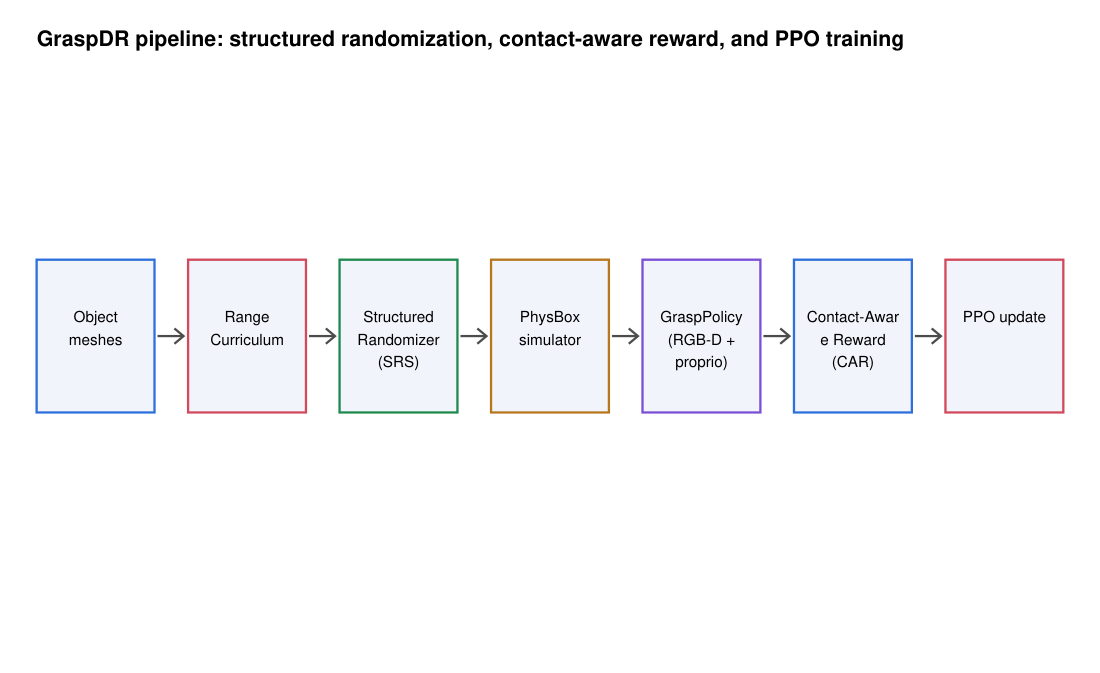 GraspDR pipeline: structured randomization, contact-aware reward, and PPO training
Object
meshes
Range
Curriculum
Structured
Randomizer
(SRS)
PhysBox
simulator
GraspPolicy
(RGB-D +
proprio)
Contact-Awar
e Reward
(CAR)
PPO update